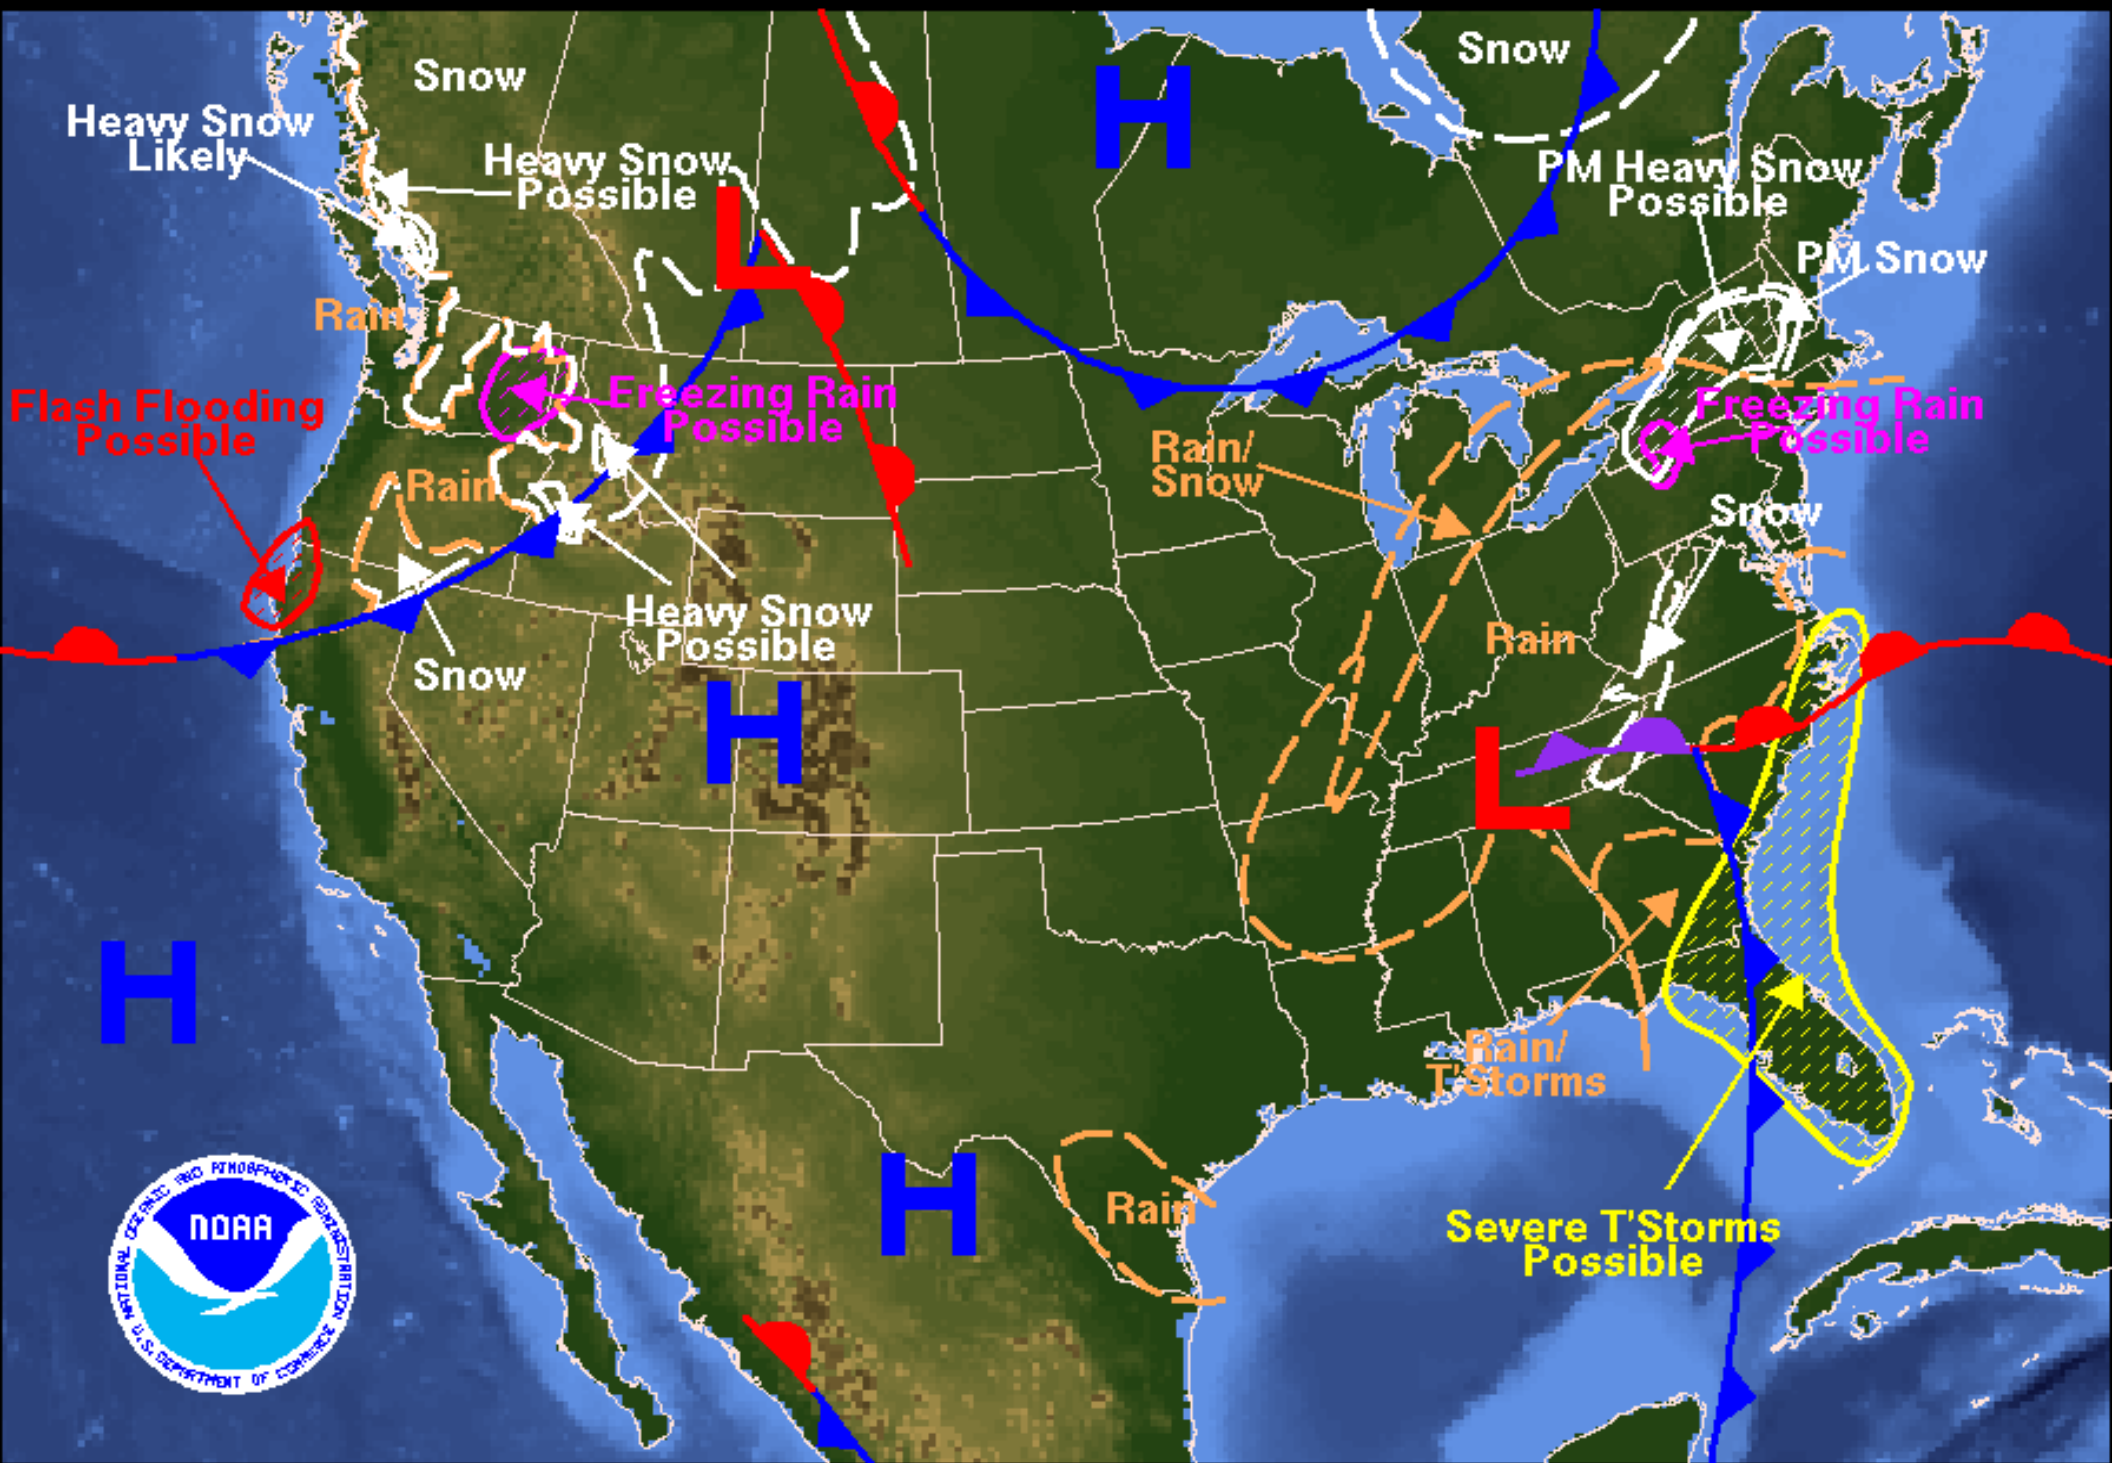 Snow
Snow
H
Heavy Snow
Likely
Heavy Snow
Possible
PM Heavy Snow
Possible
L
PM Snow
Rain
Flash Flooding
Possible
Freezing Rain
Possible
Freezing Rain
Possible
Rain/
Snow
Rain
Snow
Heavy Snow
Possible
Rain
Snow
H
L
H
Rain/
T'Storms
H
Rain
Severe T'Storms
Possible
NATIONAL OCEANIC AND ATMOSPHERIC ADMINISTRATION
NOAA
U.S. DEPARTMENT OF COMMERCE